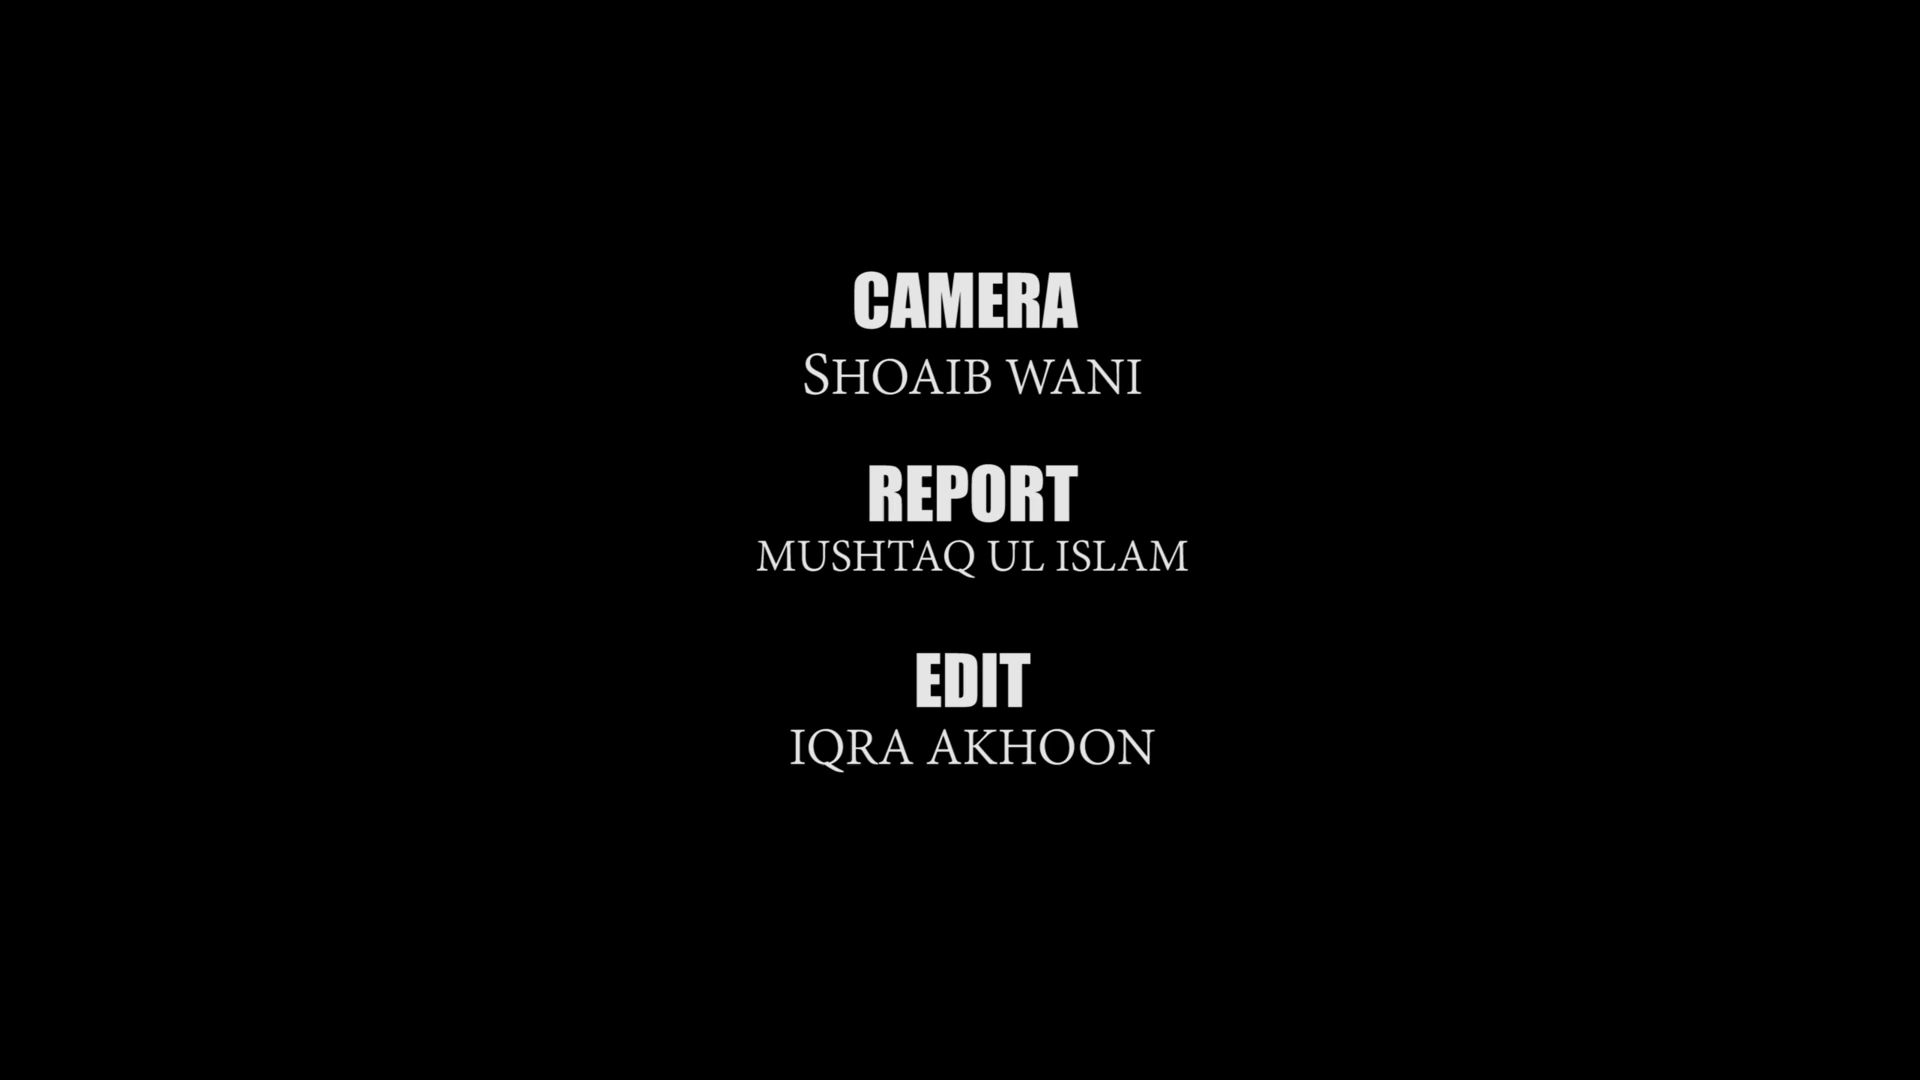 CAMERA
SHOAIB WANI
REPORT
MUSHTAQ UL ISLAM
EDIT
IQRA AKHOON